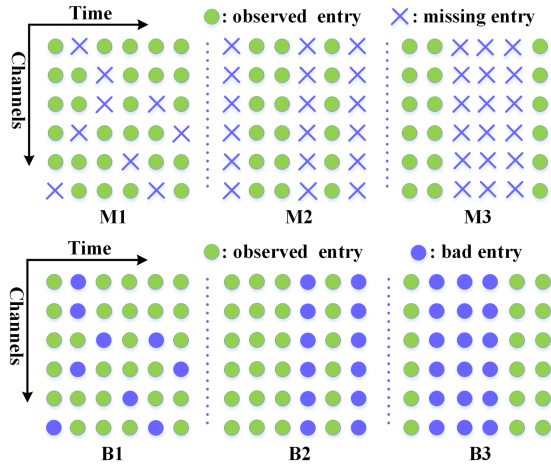 Time
: observed entry
: missing entry
Channels
M1
M2
M3
Time
: observed entry
: bad entry
Channels
B1
B2
B3